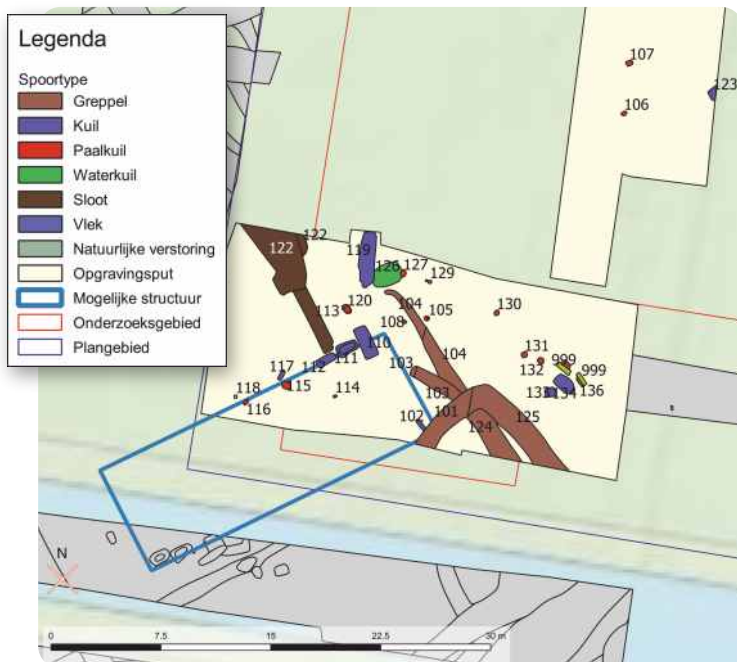 Legenda
Spoortype
Greppel
Kuil
Paalkuil
Waterkuil
Sloot
Vlek
Natuurlijke verstoring
Opgravingsput
Mogelijke structuur
Onderzoeksgebied
Plangebied
107
123
106
122
122
119
126
127
129
104
113
120
108
105
130
110
111
112
104
131
132
999
999
103
103
117
115
118
116
114
133
134
136
102
101
124
125
N
0 7.5 15 22.5 30 m